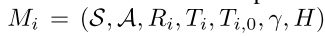 $M_i = (\mathcal{S}, \mathcal{A}, R_i, T_i, T_{i,0}, \gamma, H)$